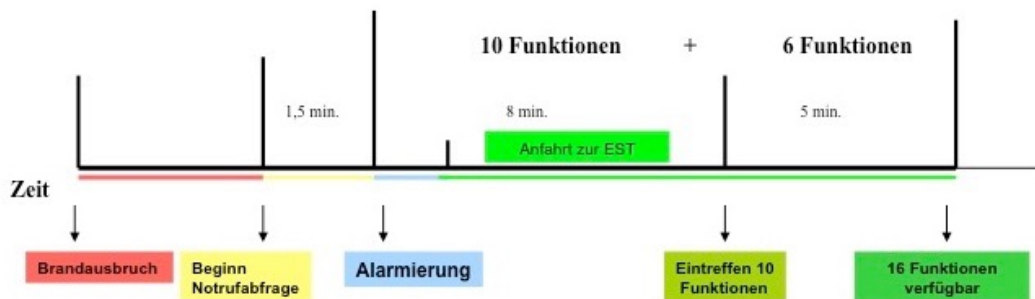 10 Funktionen + 6 Funktionen
1,5 min. 8 min. 5 min.
Anfahrt zur EST
Zeit
Brandausbruch
Beginn
Notrufabfrage
Alarmierung
Eintreffen 10
Funktionen
16 Funktionen
verfügbar